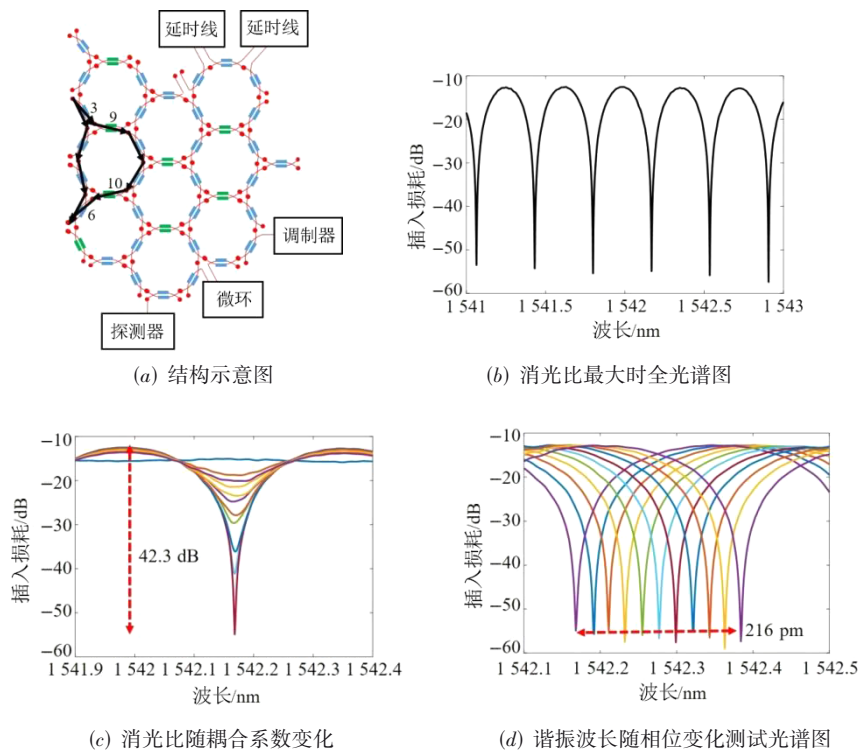 延时线 延时线
3
9
10
6
调制器
微环
探测器
(a) 结构示意图
插入损耗/dB
−10
−20
−30
−40
−50
−60
1 541 1 541.5 1 542 1 542.5 1 543
波长/nm
(b) 消光比最大时全光谱图
插入损耗/dB
−10
−20
−30
−40
−50
−60
42.3 dB
1 541.9 1 542 1 542.1 1 542.2 1 542.3 1 542.4
波长/nm
(c) 消光比随耦合系数变化
插入损耗/dB
−10
−20
−30
−40
−50
−60
216 pm
1 542.1 1 542.2 1 542.3 1 542.4 1 542.5
波长/nm
(d) 谐振波长随相位变化测试光谱图